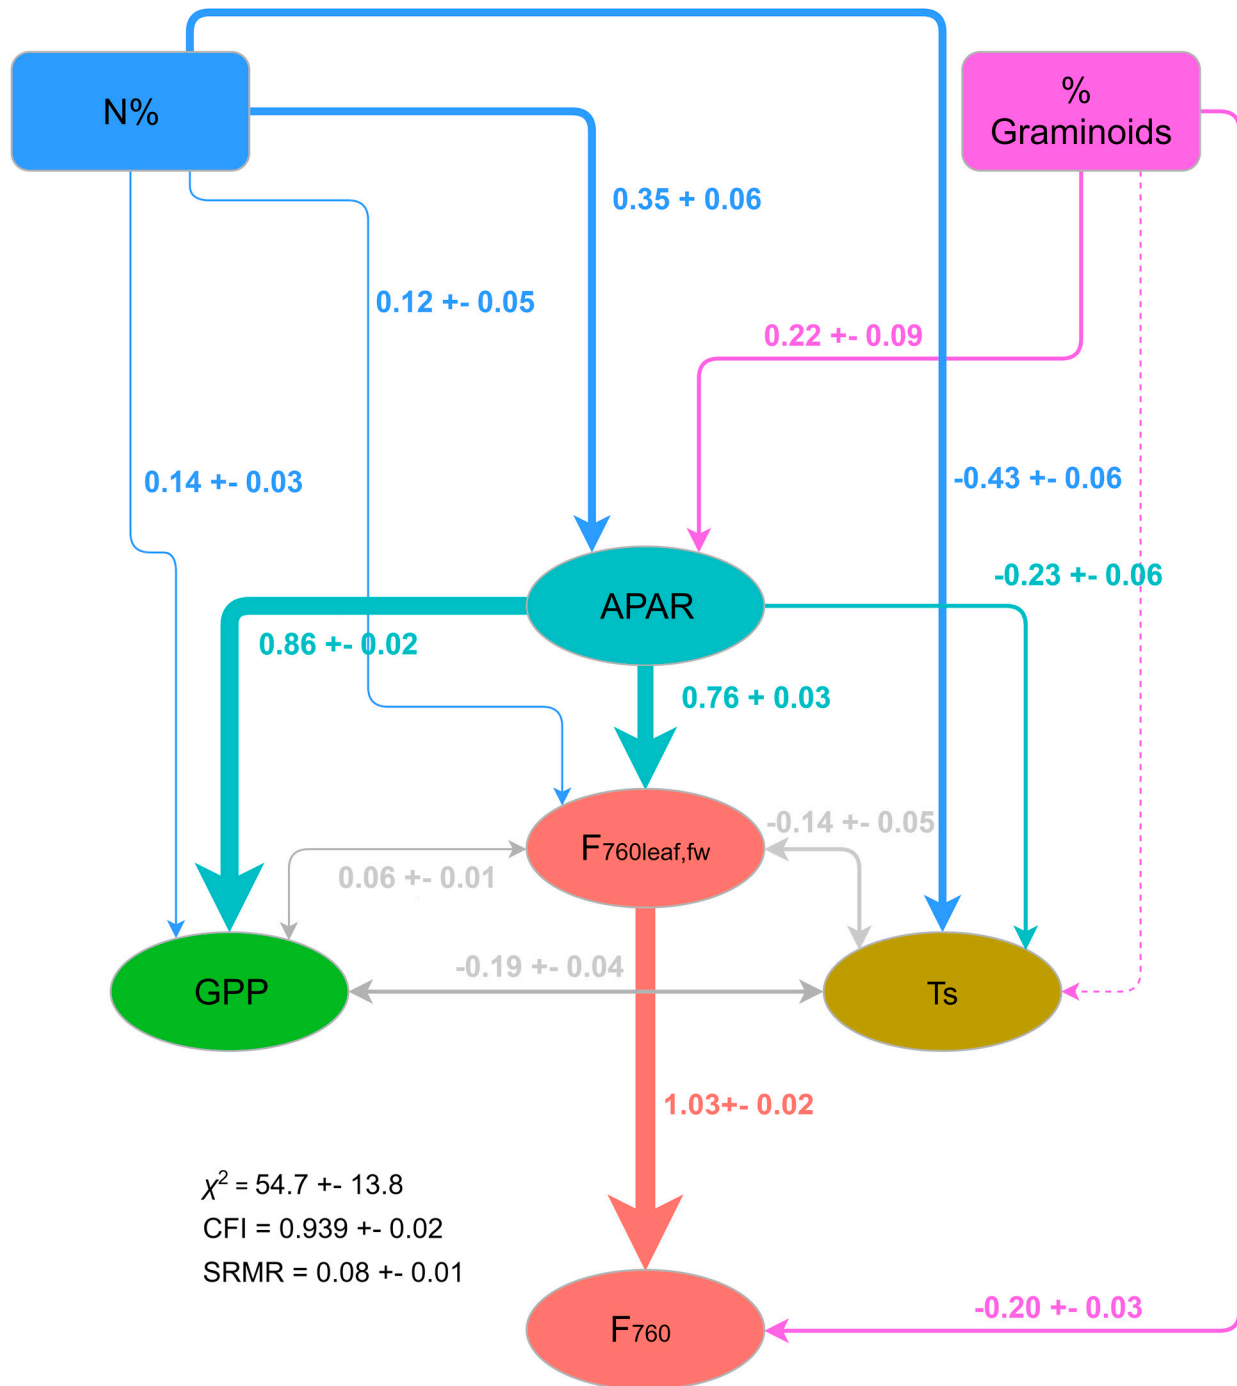 N%
%
Graminoids
0.35 + 0.06
0.12 +- 0.05
0.22 +- 0.09
0.14 +- 0.03
-0.43 +- 0.06
-0.23 +- 0.06
APAR
0.86 +- 0.02
0.76 + 0.03
-0.14 +- 0.05
F760leaf,fw
0.06 +- 0.01
-0.19 +- 0.04
GPP
Ts
1.03+- 0.02
χ² = 54.7 +- 13.8
CFI = 0.939 +- 0.02
SRMR = 0.08 +- 0.01
-0.20 +- 0.03
F760